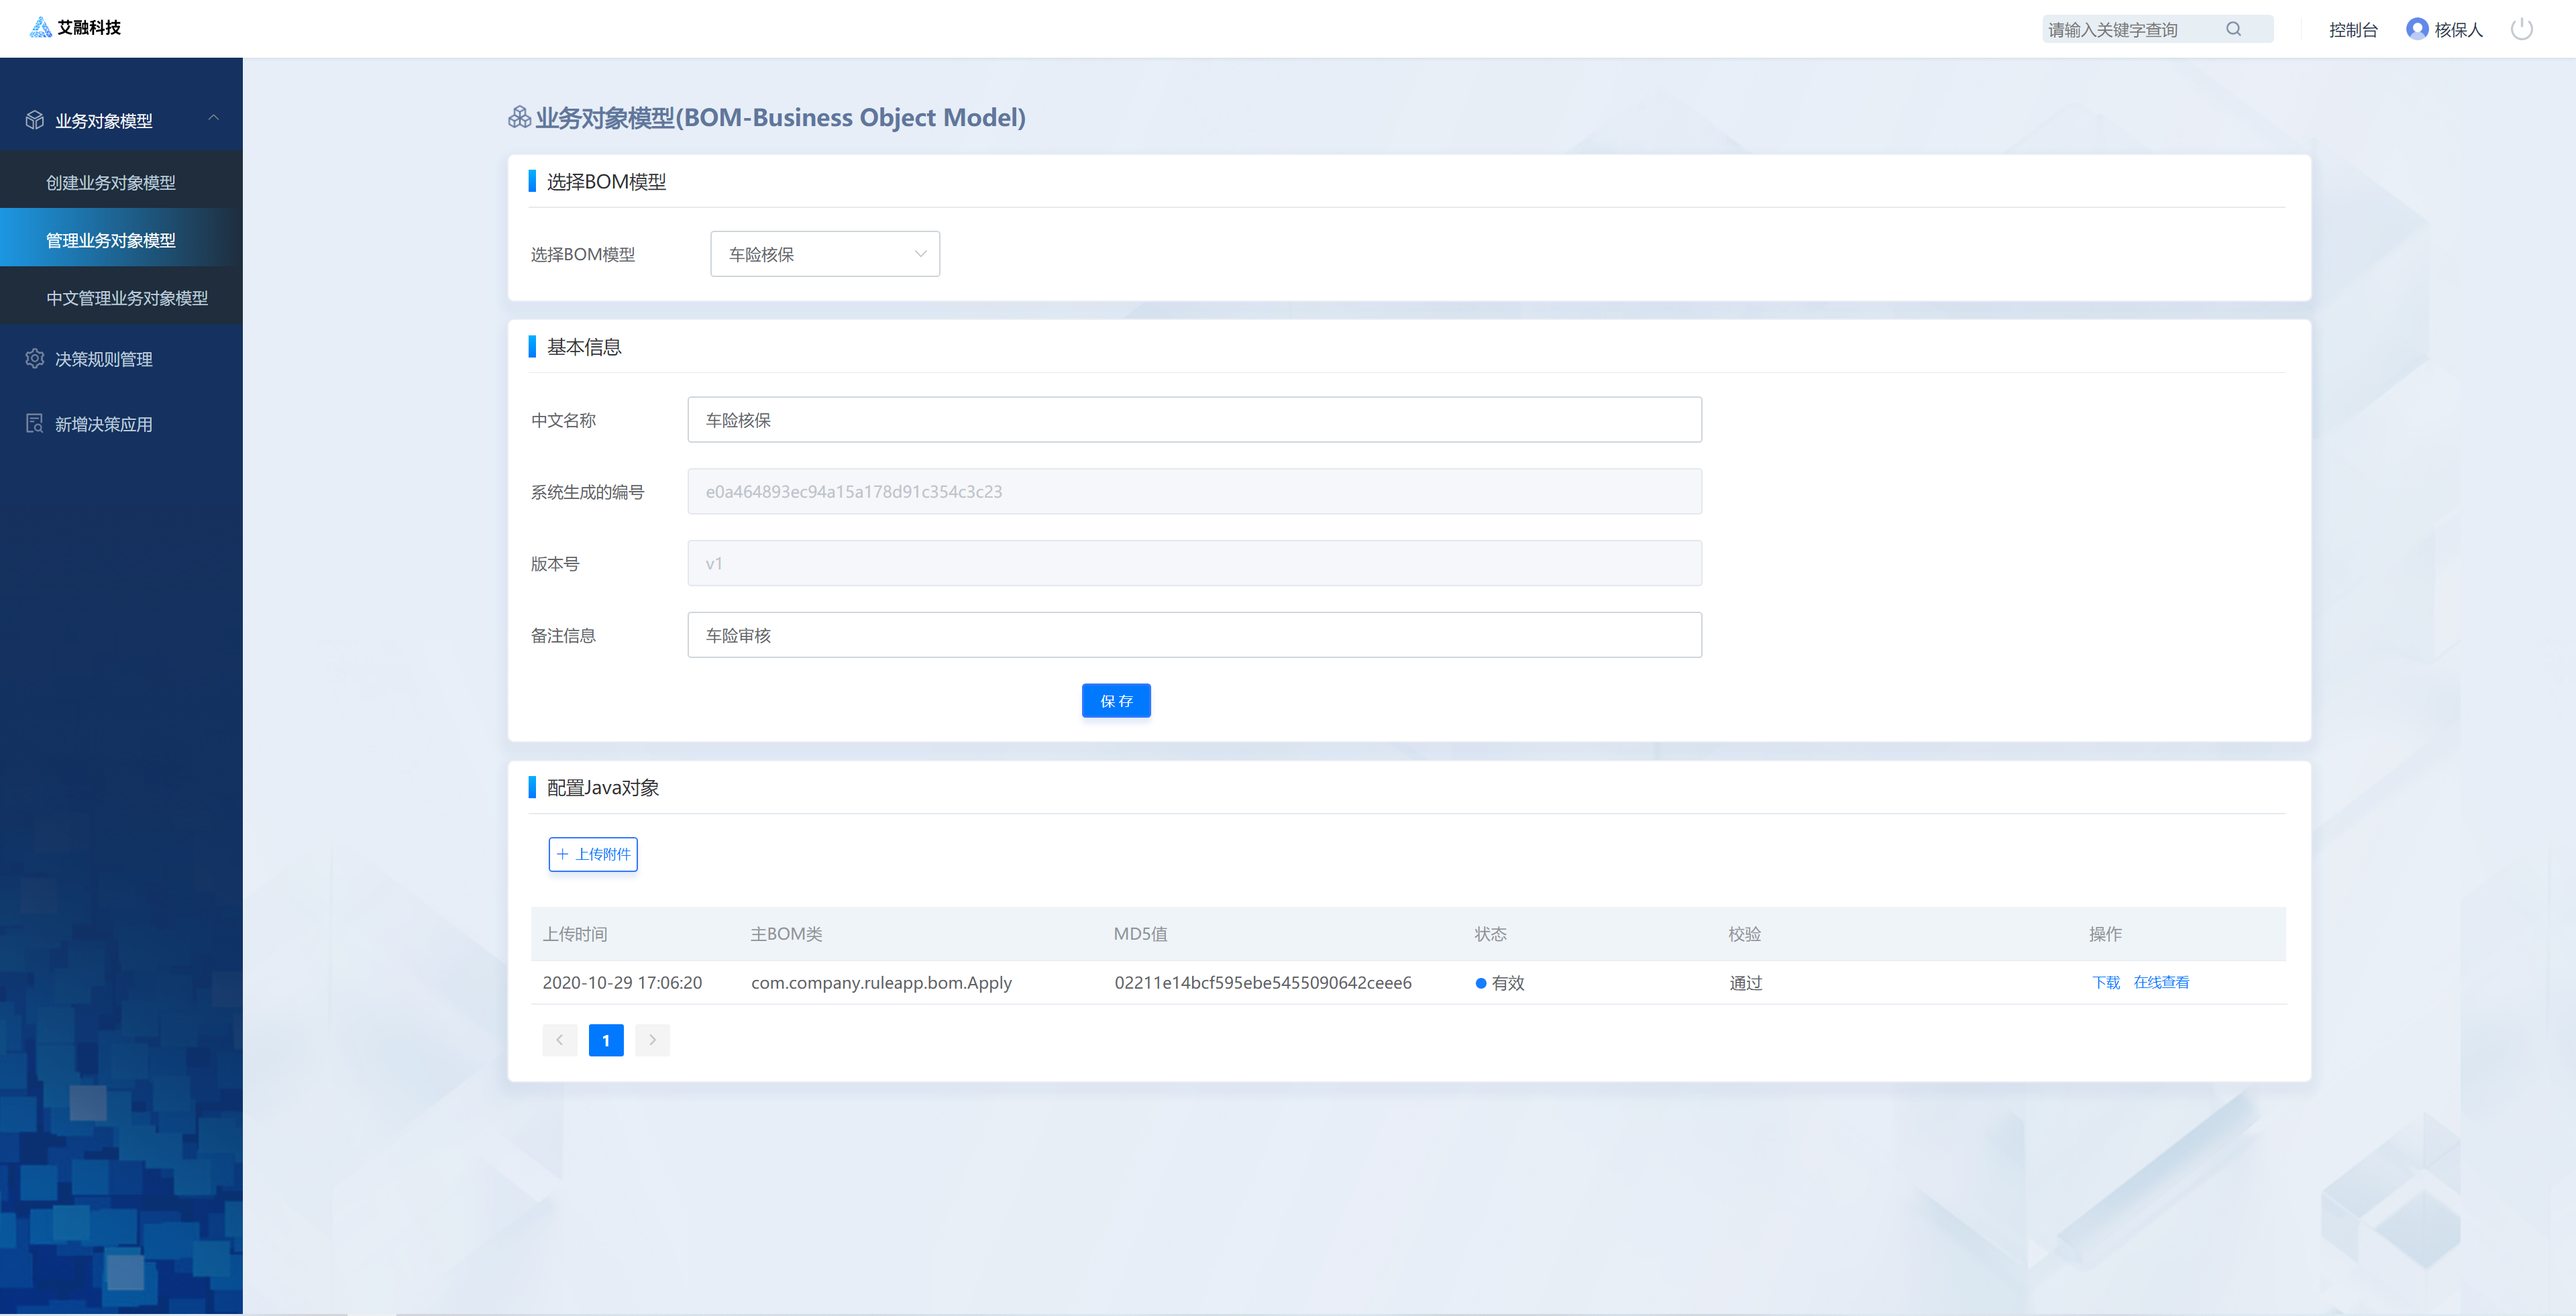 艾融科技
请输入关键字查询
控制台
核保人
业务对象模型
创建业务对象模型
管理业务对象模型
中文管理业务对象模型
决策规则管理
新增决策应用
业务对象模型(BOM-Business Object Model)
选择BOM模型
选择BOM模型 车险核保
基本信息
中文名称 车险核保
系统生成的编号 e0a464893ec94a15a178d91c354c3c23
版本号 v1
备注信息 车险审核
保 存
配置Java对象
+ 上传附件
上传时间 主BOM类 MD5值 状态 校验 操作
2020-10-29 17:06:20 com.company.ruleapp.bom.Apply 02211e14bcf595ebe5455090642ceee6 有效 通过 下载 在线查看
1